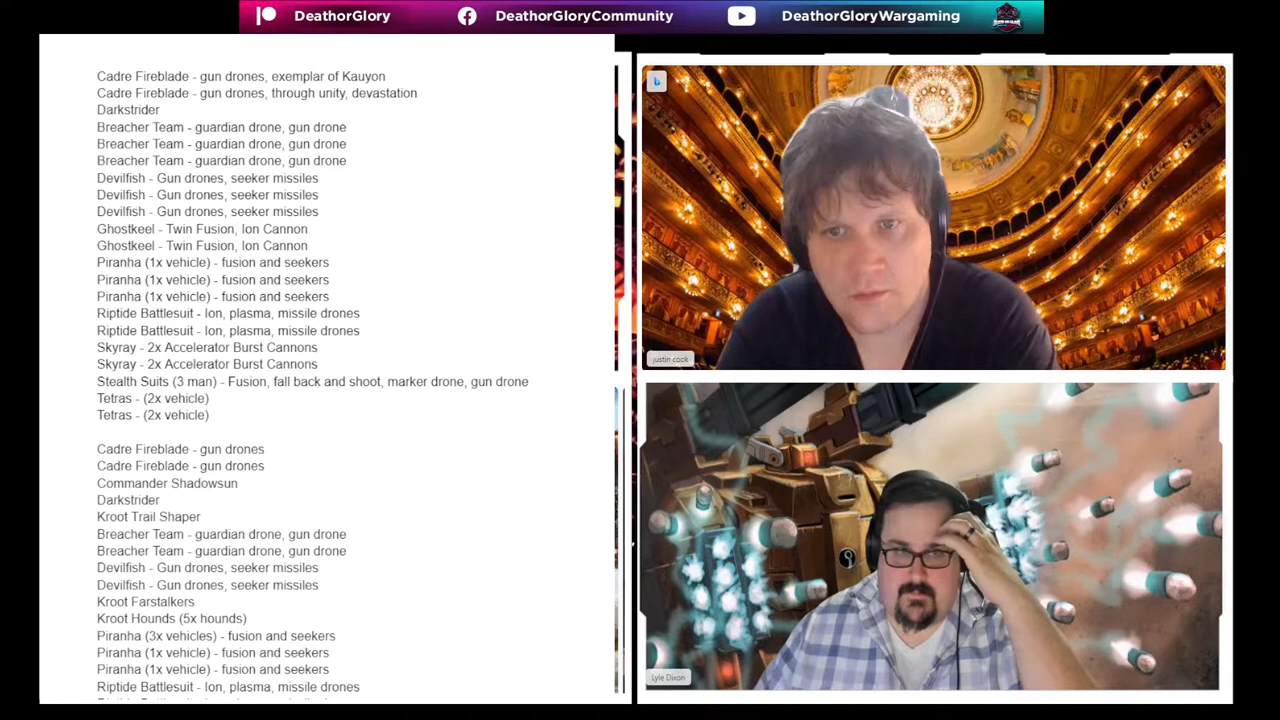 DeathorGlory
DeathorGloryCommunity
DeathorGloryWargaming
Cadre Fireblade - gun drones, exemplar of Kauyon
Cadre Fireblade - gun drones, through unity, devastation
Darkstrider
Breacher Team - guardian drone, gun drone
Breacher Team - guardian drone, gun drone
Breacher Team - guardian drone, gun drone
Devilfish - Gun drones, seeker missiles
Devilfish - Gun drones, seeker missiles
Devilfish - Gun drones, seeker missiles
Ghostkeel - Twin Fusion, Ion Cannon
Ghostkeel - Twin Fusion, Ion Cannon
Piranha (1x vehicle) - fusion and seekers
Piranha (1x vehicle) - fusion and seekers
Piranha (1x vehicle) - fusion and seekers
Riptide Battlesuit - Ion, plasma, missile drones
Riptide Battlesuit - Ion, plasma, missile drones
Skyray - 2x Accelerator Burst Cannons
Skyray - 2x Accelerator Burst Cannons
Stealth Suits (3 man) - Fusion, fall back and shoot, marker drone, gun drone
Tetras - (2x vehicle)
Tetras - (2x vehicle)
Cadre Fireblade - gun drones
Cadre Fireblade - gun drones
Commander Shadowsun
Darkstrider
Kroot Trail Shaper
Breacher Team - guardian drone, gun drone
Breacher Team - guardian drone, gun drone
Devilfish - Gun drones, seeker missiles
Devilfish - Gun drones, seeker missiles
Kroot Farstalkers
Kroot Hounds (5x hounds)
Piranha (3x vehicles) - fusion and seekers
Piranha (1x vehicle) - fusion and seekers
Piranha (1x vehicle) - fusion and seekers
Riptide Battlesuit - Ion, plasma, missile drones
justin cook
Lyle Dixon